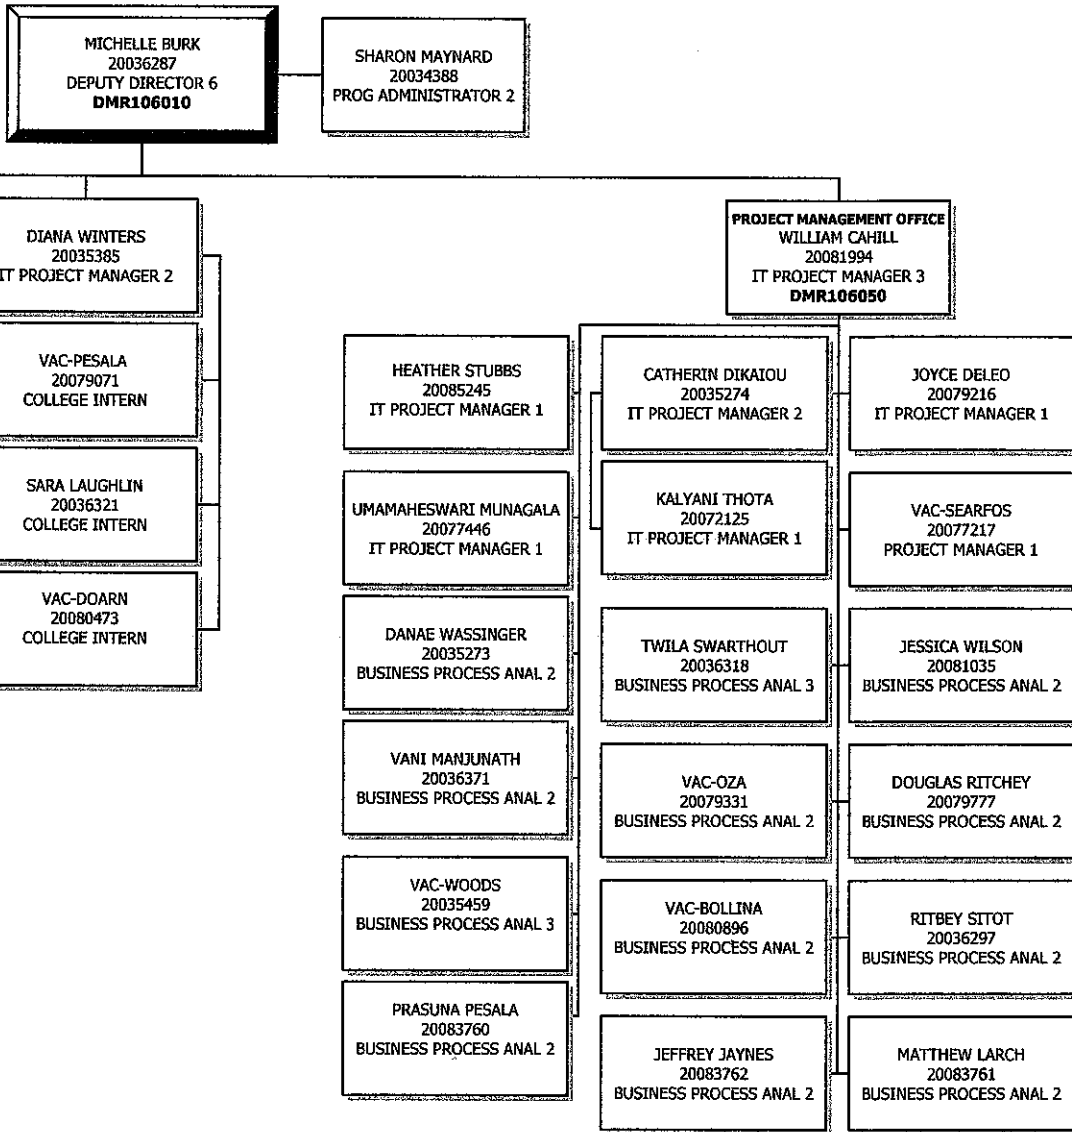 MICHELLE BURK
20036287
DEPUTY DIRECTOR 6
DMR106010
SHARON MAYNARD
20034388
PROG ADMINISTRATOR 2
DIANA WINTERS
20035385
IT PROJECT MANAGER 2
VAC-PESALA
20079071
COLLEGE INTERN
SARA LAUGHLIN
20036321
COLLEGE INTERN
VAC-DOARN
20080473
COLLEGE INTERN
PROJECT MANAGEMENT OFFICE
WILLIAM CAHILL
20081994
IT PROJECT MANAGER 3
DMR106050
HEATHER STUBBS
20085245
IT PROJECT MANAGER 1
UMAMAHESWARI MUNAGALA
20077446
IT PROJECT MANAGER 1
DANAE WASSINGER
20035273
BUSINESS PROCESS ANAL 2
VANI MANJUNATH
20036371
BUSINESS PROCESS ANAL 2
VAC-WOODS
20035459
BUSINESS PROCESS ANAL 3
PRASUNA PESALA
20083760
BUSINESS PROCESS ANAL 2
CATHERIN DIKAIOU
20035274
IT PROJECT MANAGER 2
KALYANI THOTA
20072125
IT PROJECT MANAGER 1
TWILA SWARTHOUT
20036318
BUSINESS PROCESS ANAL 3
VAC-OZA
20079331
BUSINESS PROCESS ANAL 2
VAC-BOLLINA
20080896
BUSINESS PROCESS ANAL 2
JEFFREY JAYNES
20083762
BUSINESS PROCESS ANAL 2
JOYCE DELEO
20079216
IT PROJECT MANAGER 1
VAC-SEARFOS
20077217
PROJECT MANAGER 1
JESSICA WILSON
20081035
BUSINESS PROCESS ANAL 2
DOUGLAS RITCHEY
20079777
BUSINESS PROCESS ANAL 2
RITBEY SITOT
20036297
BUSINESS PROCESS ANAL 2
MATTHEW LARCH
20083761
BUSINESS PROCESS ANAL 2